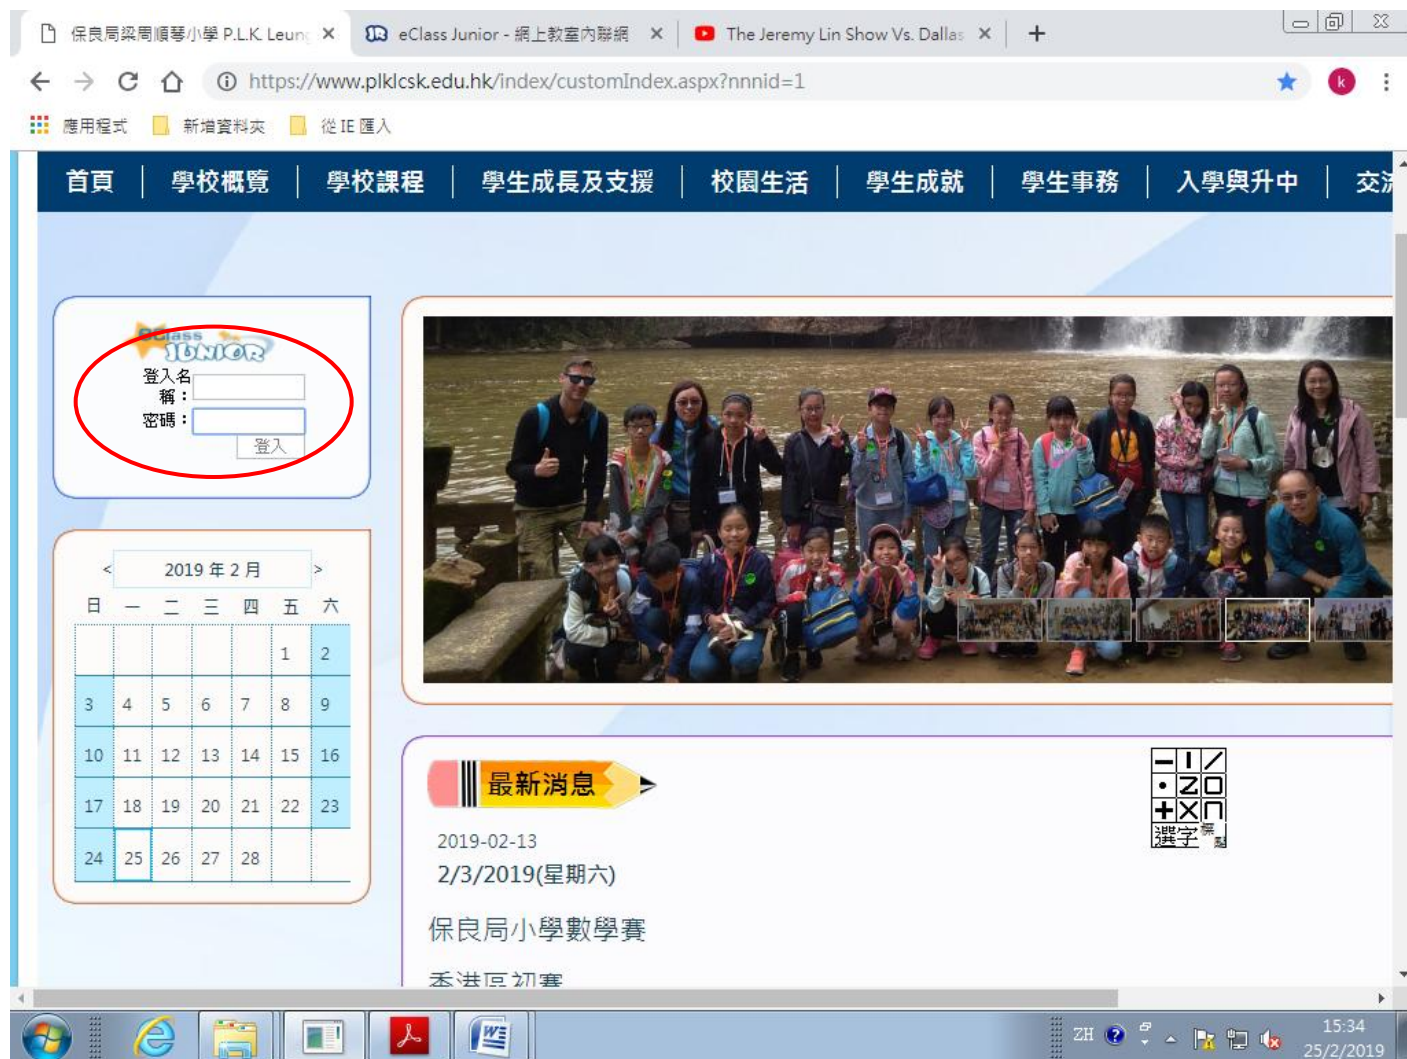 保良局梁周順琴小學 P.L.K. Leun
eClass Junior - 網上教室內聯網
The Jeremy Lin Show Vs. Dallas
https://www.plklcsk.edu.hk/index/customIndex.aspx?nnnid=1
k
應用程式 新增資料夾 從 IE 匯入
首頁 學校概覽 學校課程 學生成長及支援 校園生活 學生成就 學生事務 入學與升中 交流
eClass
JUNIOR
登入名
稱：
密碼：
登入
< 2019 年 2 月 >
日 一 二 三 四 五 六
1 2
3 4 5 6 7 8 9
10 11 12 13 14 15 16
17 18 19 20 21 22 23
24 25 26 27 28
最新消息
2019-02-13
2/3/2019(星期六)
保良局小學數學賽
香港區初賽
選字
ZH
15:34
25/2/2019